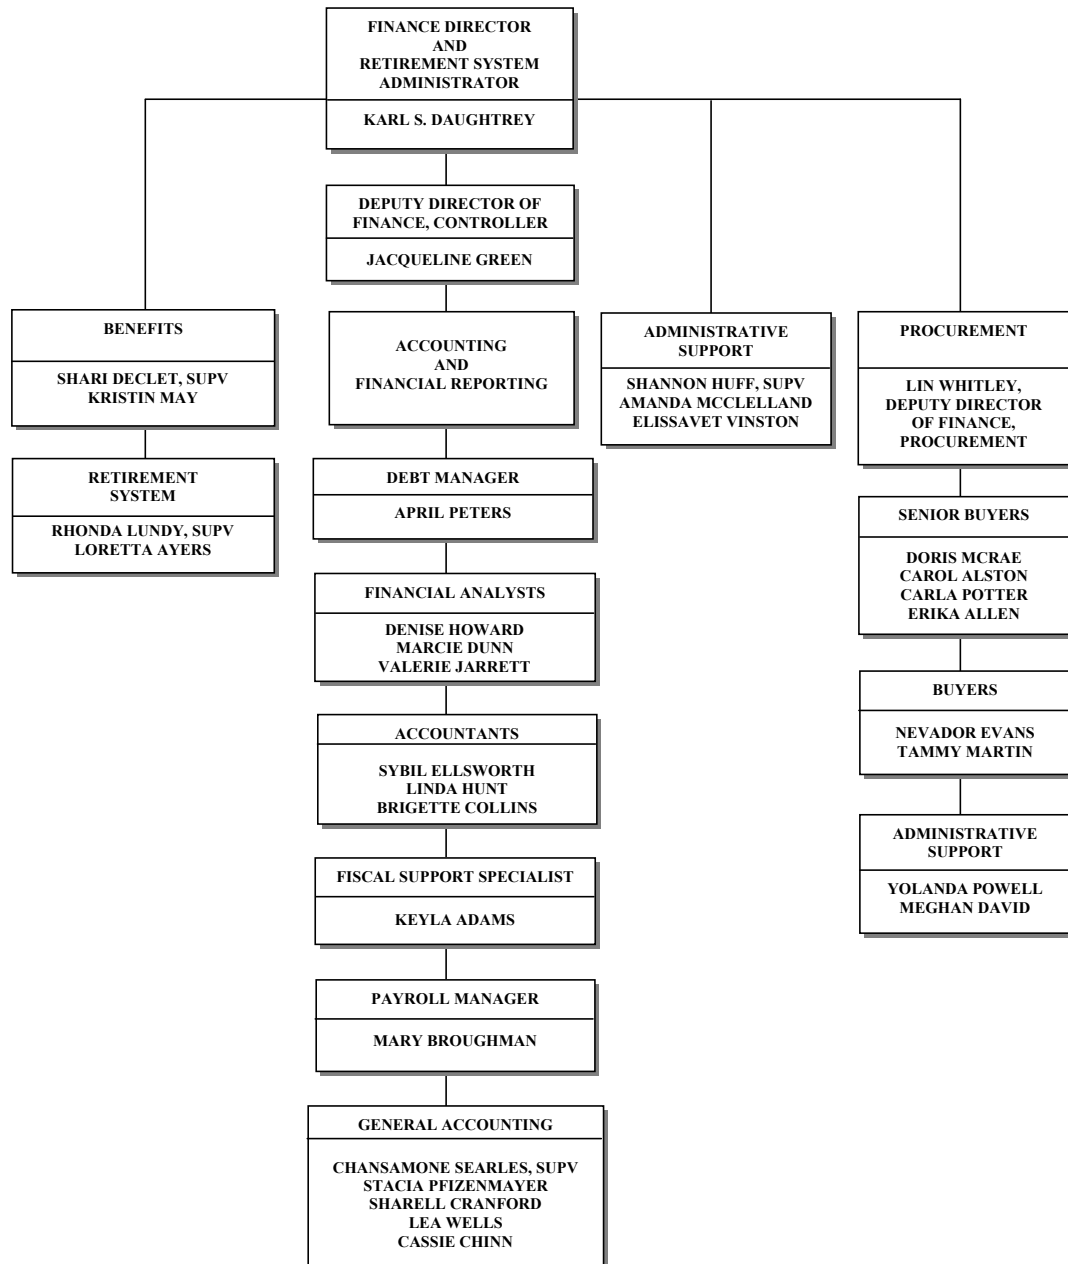 FINANCE DIRECTOR
AND
RETIREMENT SYSTEM
ADMINISTRATOR
KARL S. DAUGHTREY
DEPUTY DIRECTOR OF
FINANCE, CONTROLLER
JACQUELINE GREEN
BENEFITS
SHARI DECLET, SUPV
KRISTIN MAY
RETIREMENT
SYSTEM
RHONDA LUNDY, SUPV
LORETTA AYERS
ACCOUNTING
AND
FINANCIAL REPORTING
DEBT MANAGER
APRIL PETERS
FINANCIAL ANALYSTS
DENISE HOWARD
MARCIE DUNN
VALERIE JARRETT
ACCOUNTANTS
SYBIL ELLSWORTH
LINDA HUNT
BRIGETTE COLLINS
FISCAL SUPPORT SPECIALIST
KEYLA ADAMS
PAYROLL MANAGER
MARY BROUGHMAN
GENERAL ACCOUNTING
CHANSAMONE SEARLES, SUPV
STACIA PFIZENMAYER
SHARELL CRANFORD
LEA WELLS
CASSIE CHINN
ADMINISTRATIVE
SUPPORT
SHANNON HUFF, SUPV
AMANDA MCCLELLAND
ELISSAVET VINSTON
PROCUREMENT
LIN WHITLEY,
DEPUTY DIRECTOR
OF FINANCE,
PROCUREMENT
SENIOR BUYERS
DORIS MCRAE
CAROL ALSTON
CARLA POTTER
ERIKA ALLEN
BUYERS
NEVADOR EVANS
TAMMY MARTIN
ADMINISTRATIVE
SUPPORT
YOLANDA POWELL
MEGHAN DAVID